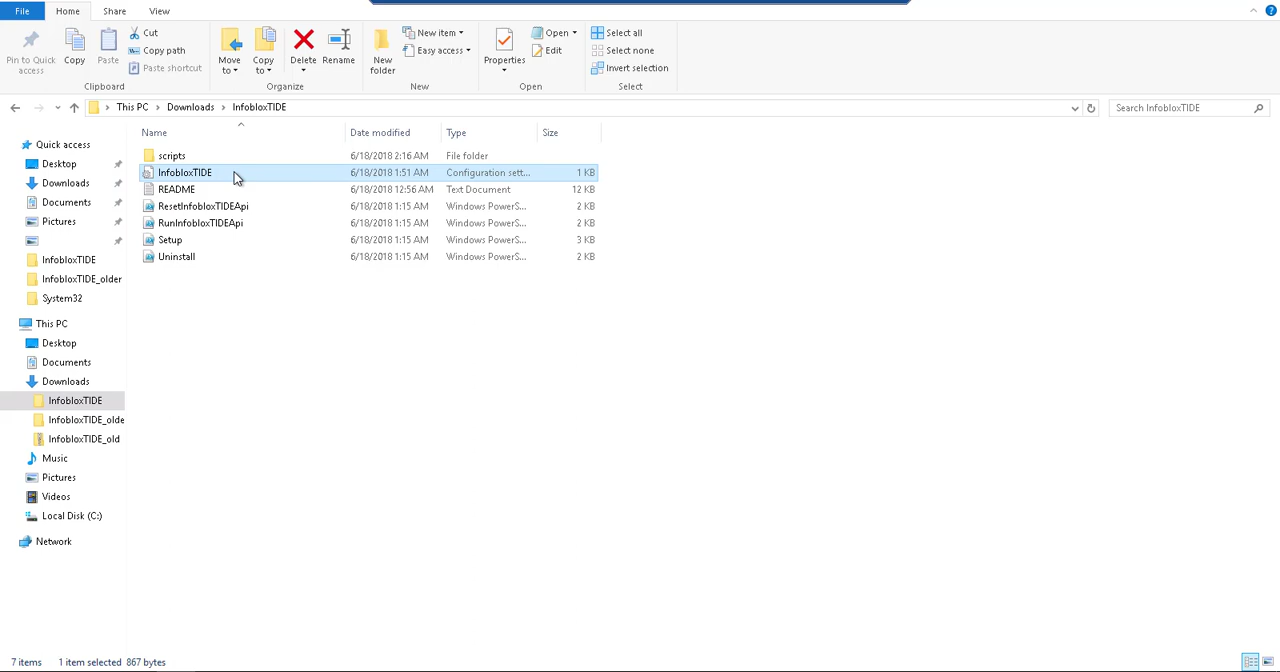 File Home Share View
Pin to Quick access
Copy
Paste
Cut
Copy path
Paste shortcut
Move to
Copy to
Delete
Rename
New folder
New item
Easy access
Properties
Open
Edit
Select all
Select none
Invert selection
Clipboard Organize New Open Select
This PC > Downloads > InfobloxTIDE
Search InfobloxTIDE
Name Date modified Type Size
scripts 6/18/2018 2:16 AM File folder
InfobloxTIDE 6/18/2018 1:51 AM Configuration sett... 1 KB
README 6/18/2018 12:56 AM Text Document 12 KB
ResetInfobloxTIDEApi 6/18/2018 1:15 AM Windows PowerS... 2 KB
RunInfobloxTIDEApi 6/18/2018 1:15 AM Windows PowerS... 2 KB
Setup 6/18/2018 1:15 AM Windows PowerS... 3 KB
Uninstall 6/18/2018 1:15 AM Windows PowerS... 2 KB
Quick access
Desktop
Downloads
Documents
Pictures
InfobloxTIDE
InfobloxTIDE_older
System32
This PC
Desktop
Documents
Downloads
InfobloxTIDE
InfobloxTIDE_olde
InfobloxTIDE_old
Music
Pictures
Videos
Local Disk (C:)
Network
7 items 1 item selected 867 bytes